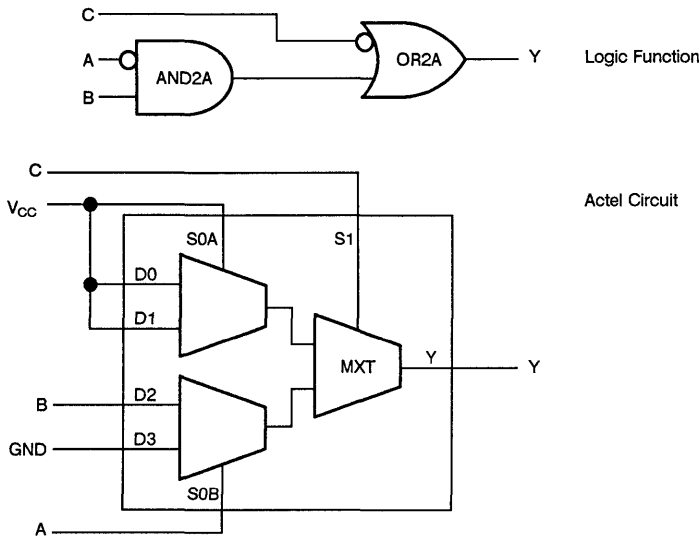 C
A
B
AND2A
OR2A
Y
Logic Function
C
VCC
Actel Circuit
S0A
S1
D0
D1
MXT
Y
Y
B
D2
GND
D3
S0B
A